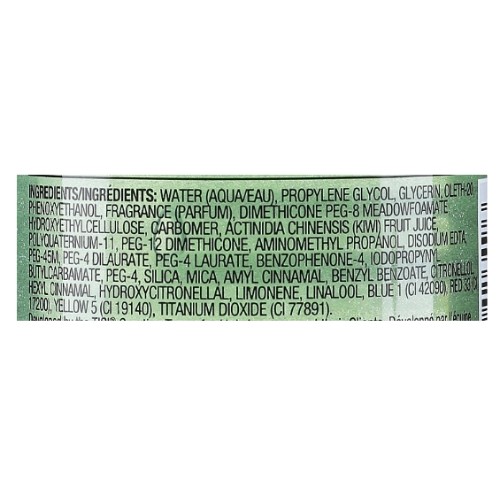 INGREDIENTS/INGRÉDIENTS: WATER (AQUA/EAU), PROPYLENE GLYCOL, GLYCERIN, OLETH-20,
PHENOXYETHANOL, FRAGRANCE (PARFUM), DIMETHICONE PEG-8 MEADOWFOAMATE,
HYDROXYETHYLCELLULOSE, CARBOMER, ACTINIDIA CHINENSIS (KIWI) FRUIT JUICE,
POLYQUATERNIUM-11, PEG-12 DIMETHICONE, AMINOMETHYL PROPANOL, DISODIUM EDTA,
PEG-45M, PEG-4 DILAURATE, PEG-4 LAURATE, BENZOPHENONE-4, IODOPROPYNYL
BUTYLCARBAMATE, PEG-4, SILICA, MICA, AMYL CINNAMAL, BENZYL BENZOATE, CITRONELLOL,
HEXYL CINNAMAL, HYDROXYCITRONELLAL, LIMONENE, LINALOOL, BLUE 1 (CI 42090), RED 33 (CI
17200), YELLOW 5 (CI 19140), TITANIUM DIOXIDE (CI 77891).